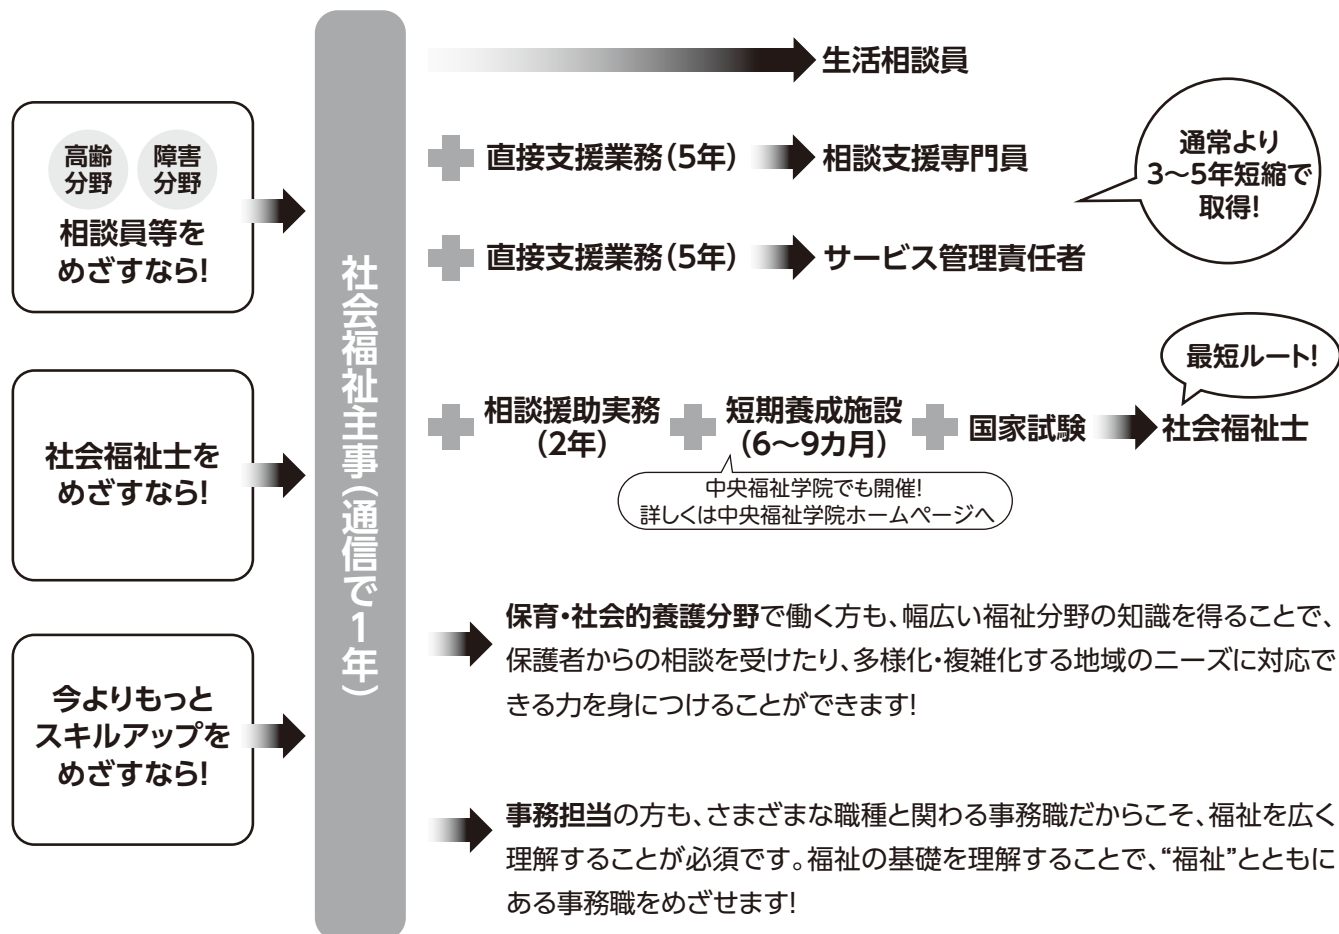 高齢
分野
障害
分野
相談員等を
めざすなら!
社会福祉士を
めざすなら!
今よりもっと
スキルアップを
めざすなら!
社会福祉主事(通信で1年)
生活相談員
直接支援業務(5年)
相談支援専門員
直接支援業務(5年)
サービス管理責任者
通常より
3〜5年短縮で
取得!
相談援助実務
(2年)
短期養成施設
(6〜9カ月)
国家試験
社会福祉士
最短ルート!
中央福祉学院でも開催!
詳しくは中央福祉学院ホームページへ
保育・社会的養護分野で働く方も、幅広い福祉分野の知識を得ることで、
保護者からの相談を受けたり、多様化・複雑化する地域のニーズに対応で
きる力を身につけることができます!
事務担当の方も、さまざまな職種と関わる事務職だからこそ、福祉を広く
理解することが必須です。福祉の基礎を理解することで、“福祉”とともに
ある事務職をめざせます!